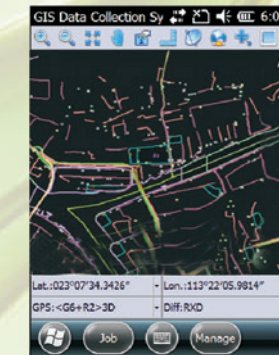 GIS Data Collection Sy 6:0
Lat.:023°07'34.3426" Lon.:113°22'05.9814"
GPS:<G6+R2>3D Diff:RXD
Job Manage